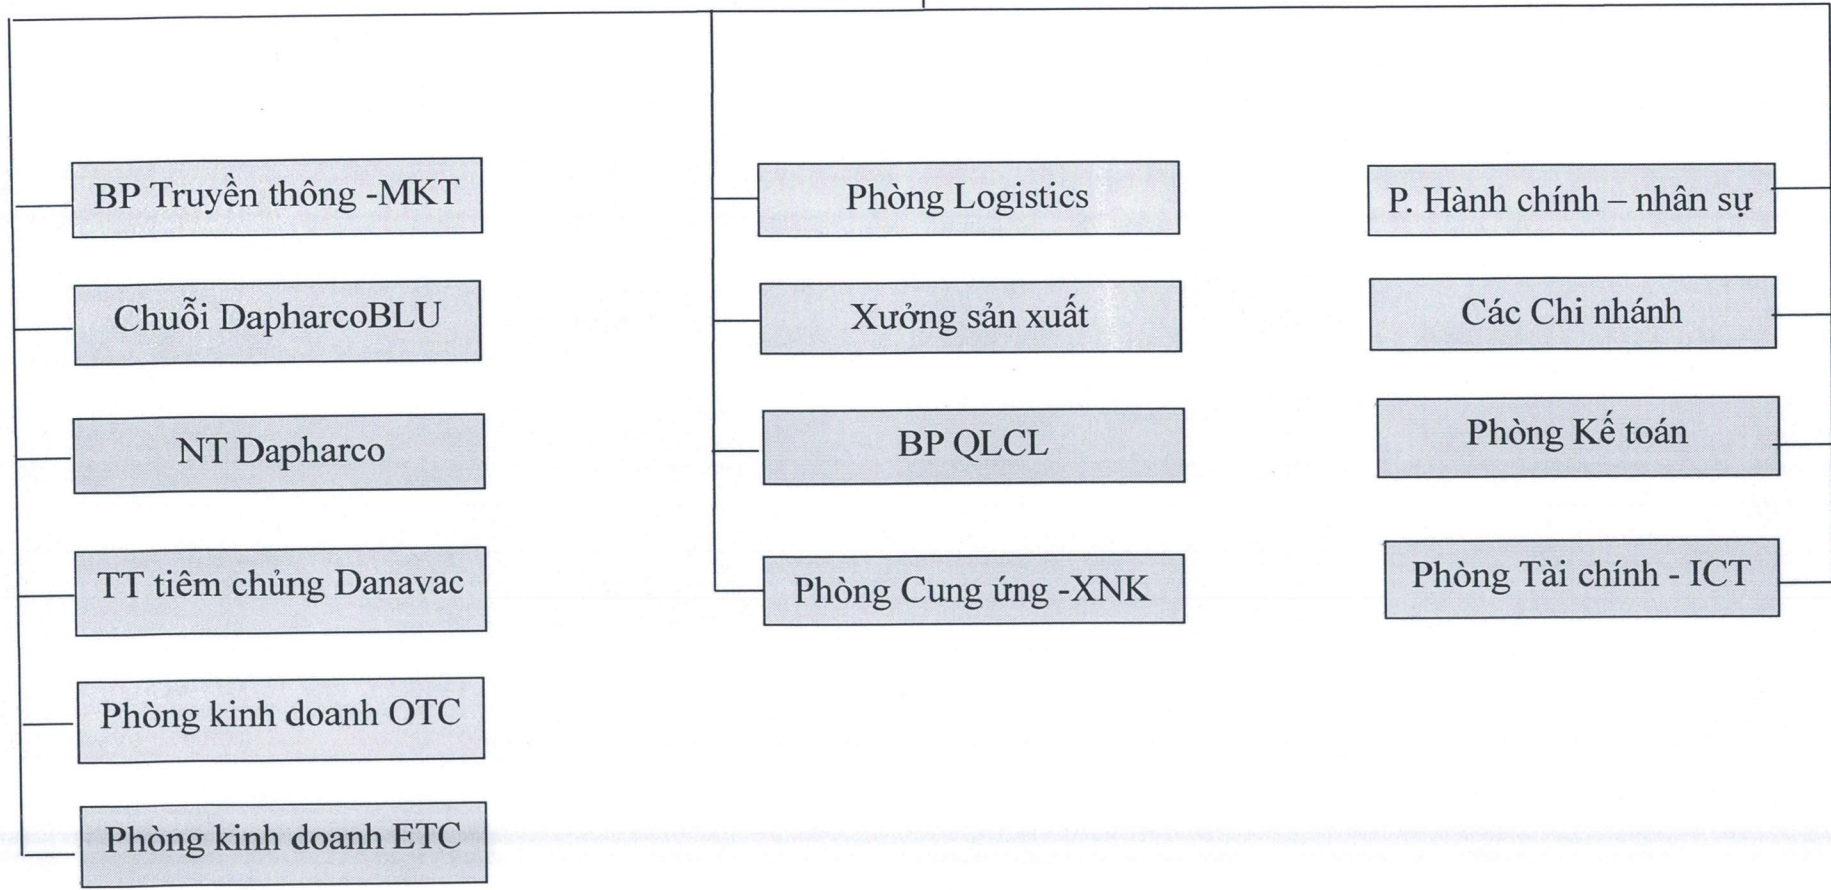 BP Truyền thông -MKT
Chuỗi DapharcoBLU
NT Dapharco
TT tiêm chủng Danavac
Phòng kinh doanh OTC
Phòng kinh doanh ETC
Phòng Logistics
Xưởng sản xuất
BP QLCL
Phòng Cung ứng -XNK
P. Hành chính – nhân sự
Các Chi nhánh
Phòng Kế toán
Phòng Tài chính - ICT